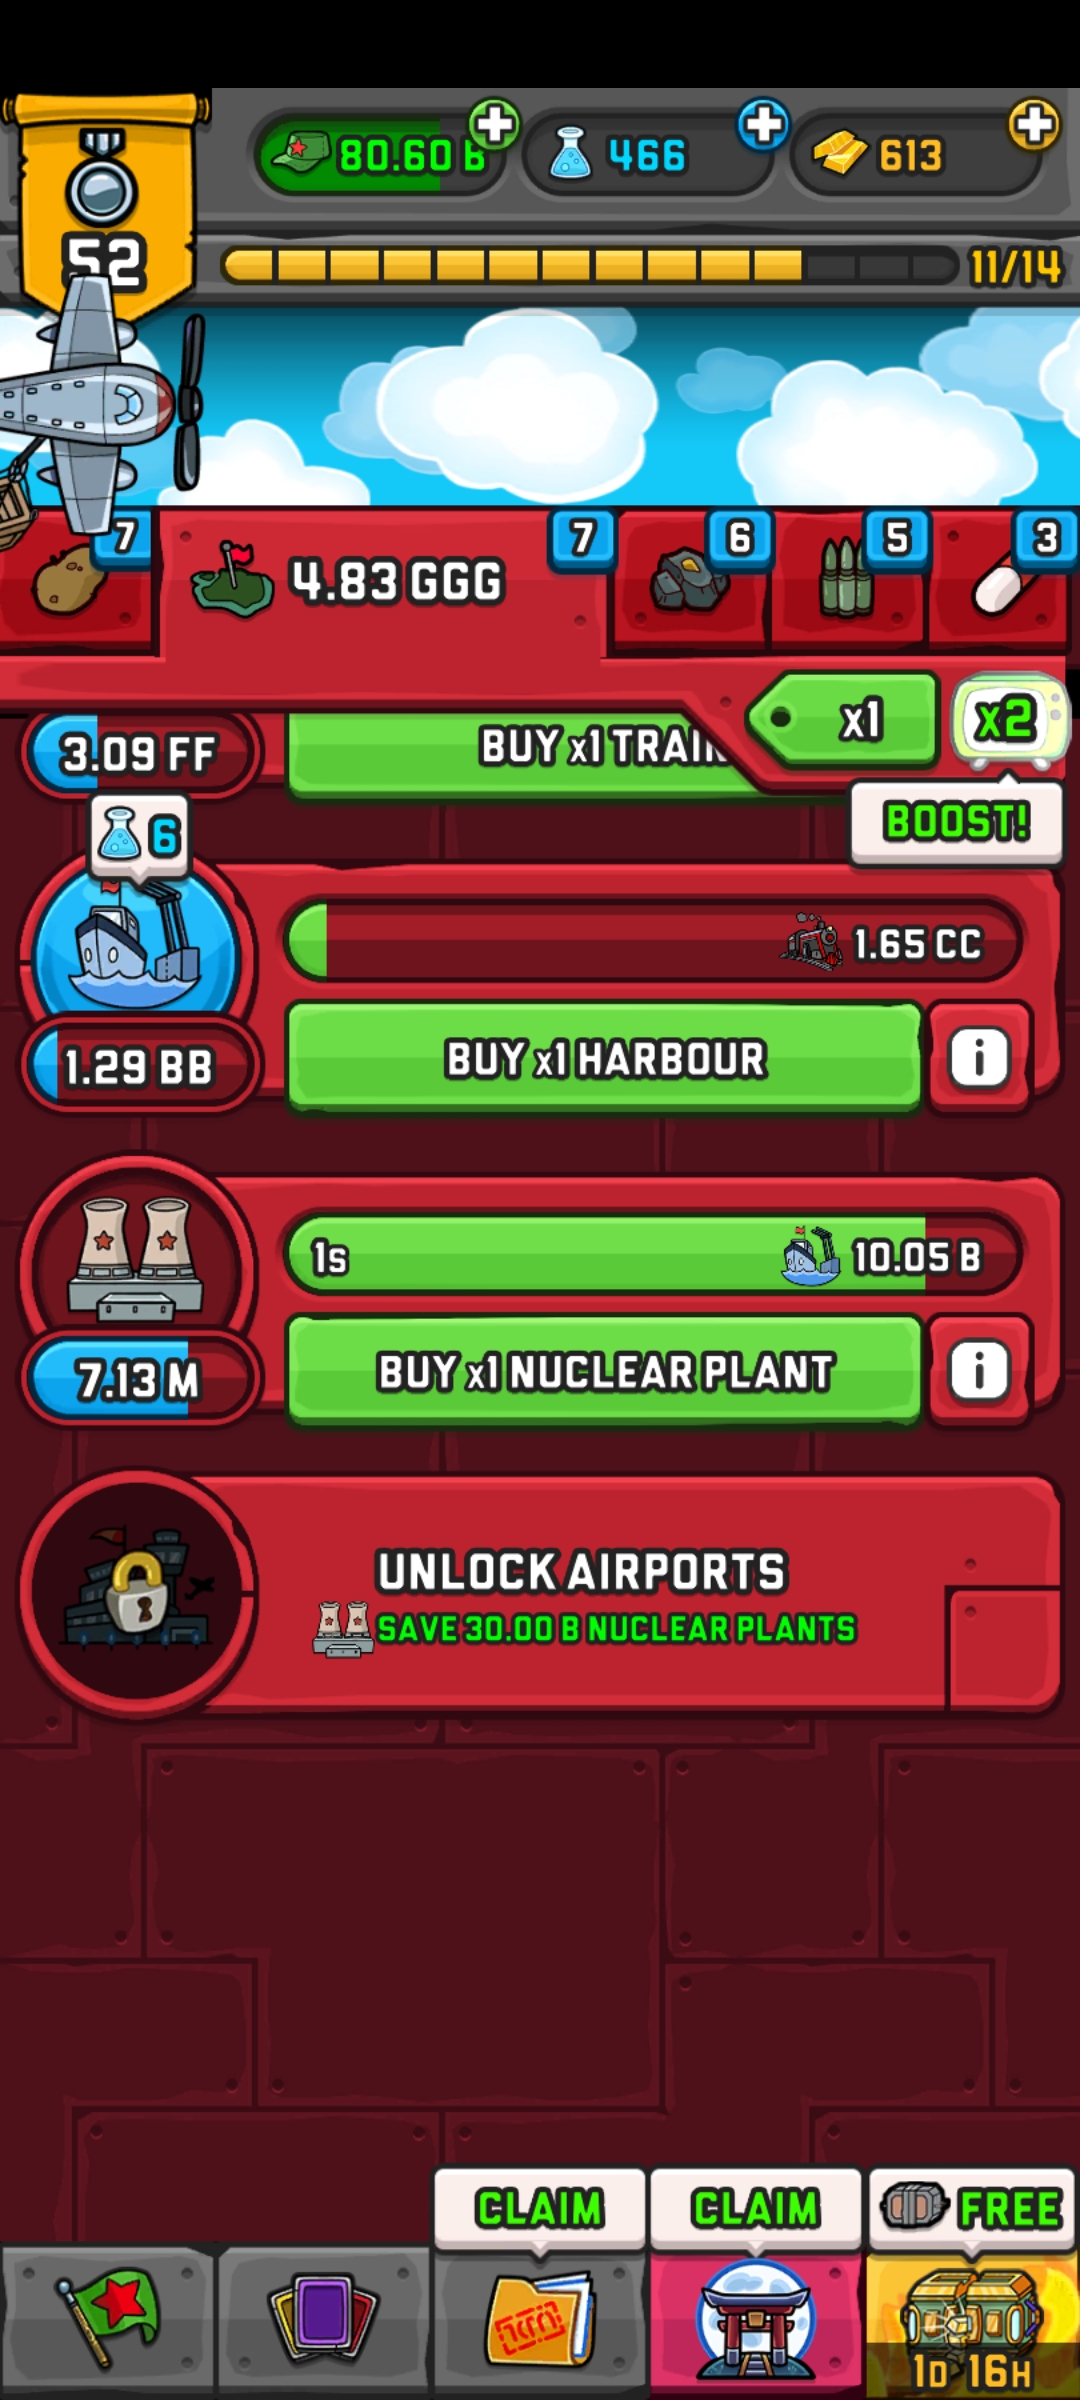 80.60 B
466
613
52
11/14
7
4.83 GGG
7
6
5
3
x1
x2
BOOST!
3.09 FF
BUY x1 TRAIN
6
1.65 CC
1.29 BB
BUY x1 HARBOUR
i
1s
10.05 B
7.13 M
BUY x1 NUCLEAR PLANT
i
UNLOCK AIRPORTS
SAVE 30.00 B NUCLEAR PLANTS
CLAIM
CLAIM
FREE
1D 16H